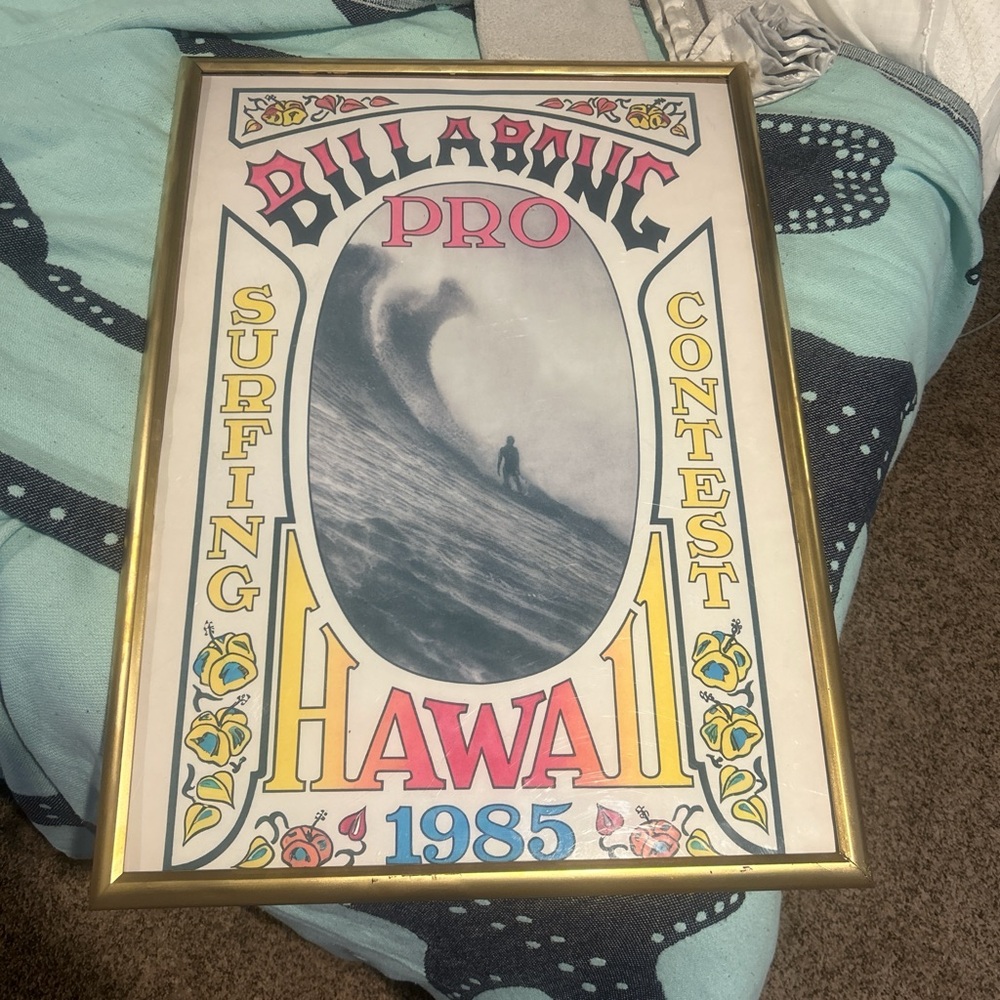 BILLABONG
PRO
SURFING
CONTEST
HAWAII
1985